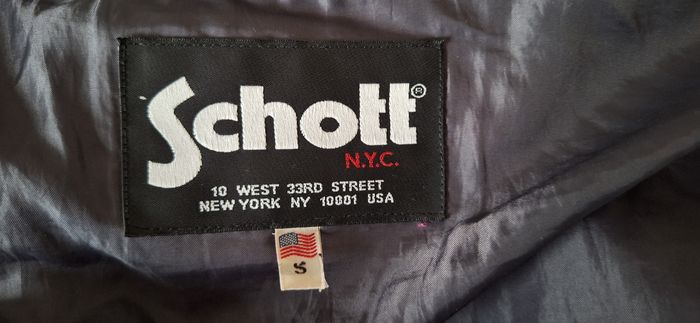 Schott®
N.Y.C.
10 WEST 33RD STREET
NEW YORK NY 10001 USA
S